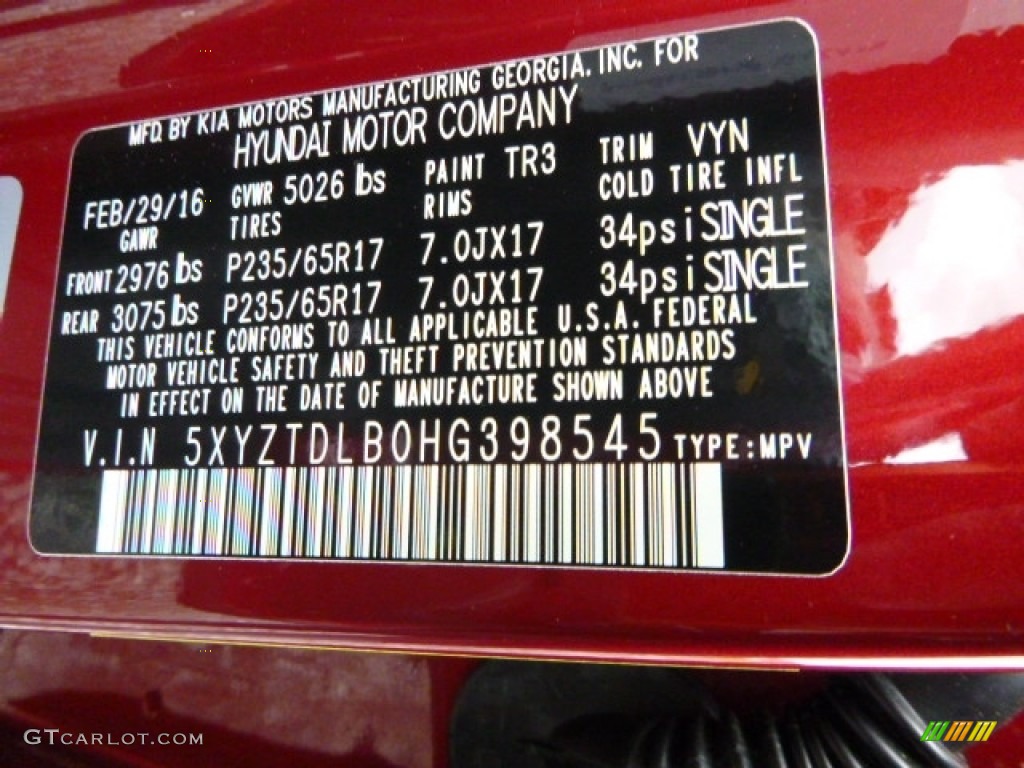 MFD. BY KIA MOTORS MANUFACTURING GEORGIA. INC. FOR
HYUNDAI MOTOR COMPANY
FEB/29/16 GVWR 5026 lbs PAINT TR3 TRIM VYN
GAWR TIRES RIMS COLD TIRE INFL
FRONT 2976 lbs P235/65R17 7.0JX17 34psi SINGLE
REAR 3075 lbs P235/65R17 7.0JX17 34psi SINGLE
THIS VEHICLE CONFORMS TO ALL APPLICABLE U.S.A. FEDERAL
MOTOR VEHICLE SAFETY AND THEFT PREVENTION STANDARDS
IN EFFECT ON THE DATE OF MANUFACTURE SHOWN ABOVE
V.I.N 5XYZTDLB0HG398545 TYPE:MPV
GTCARLOT.COM